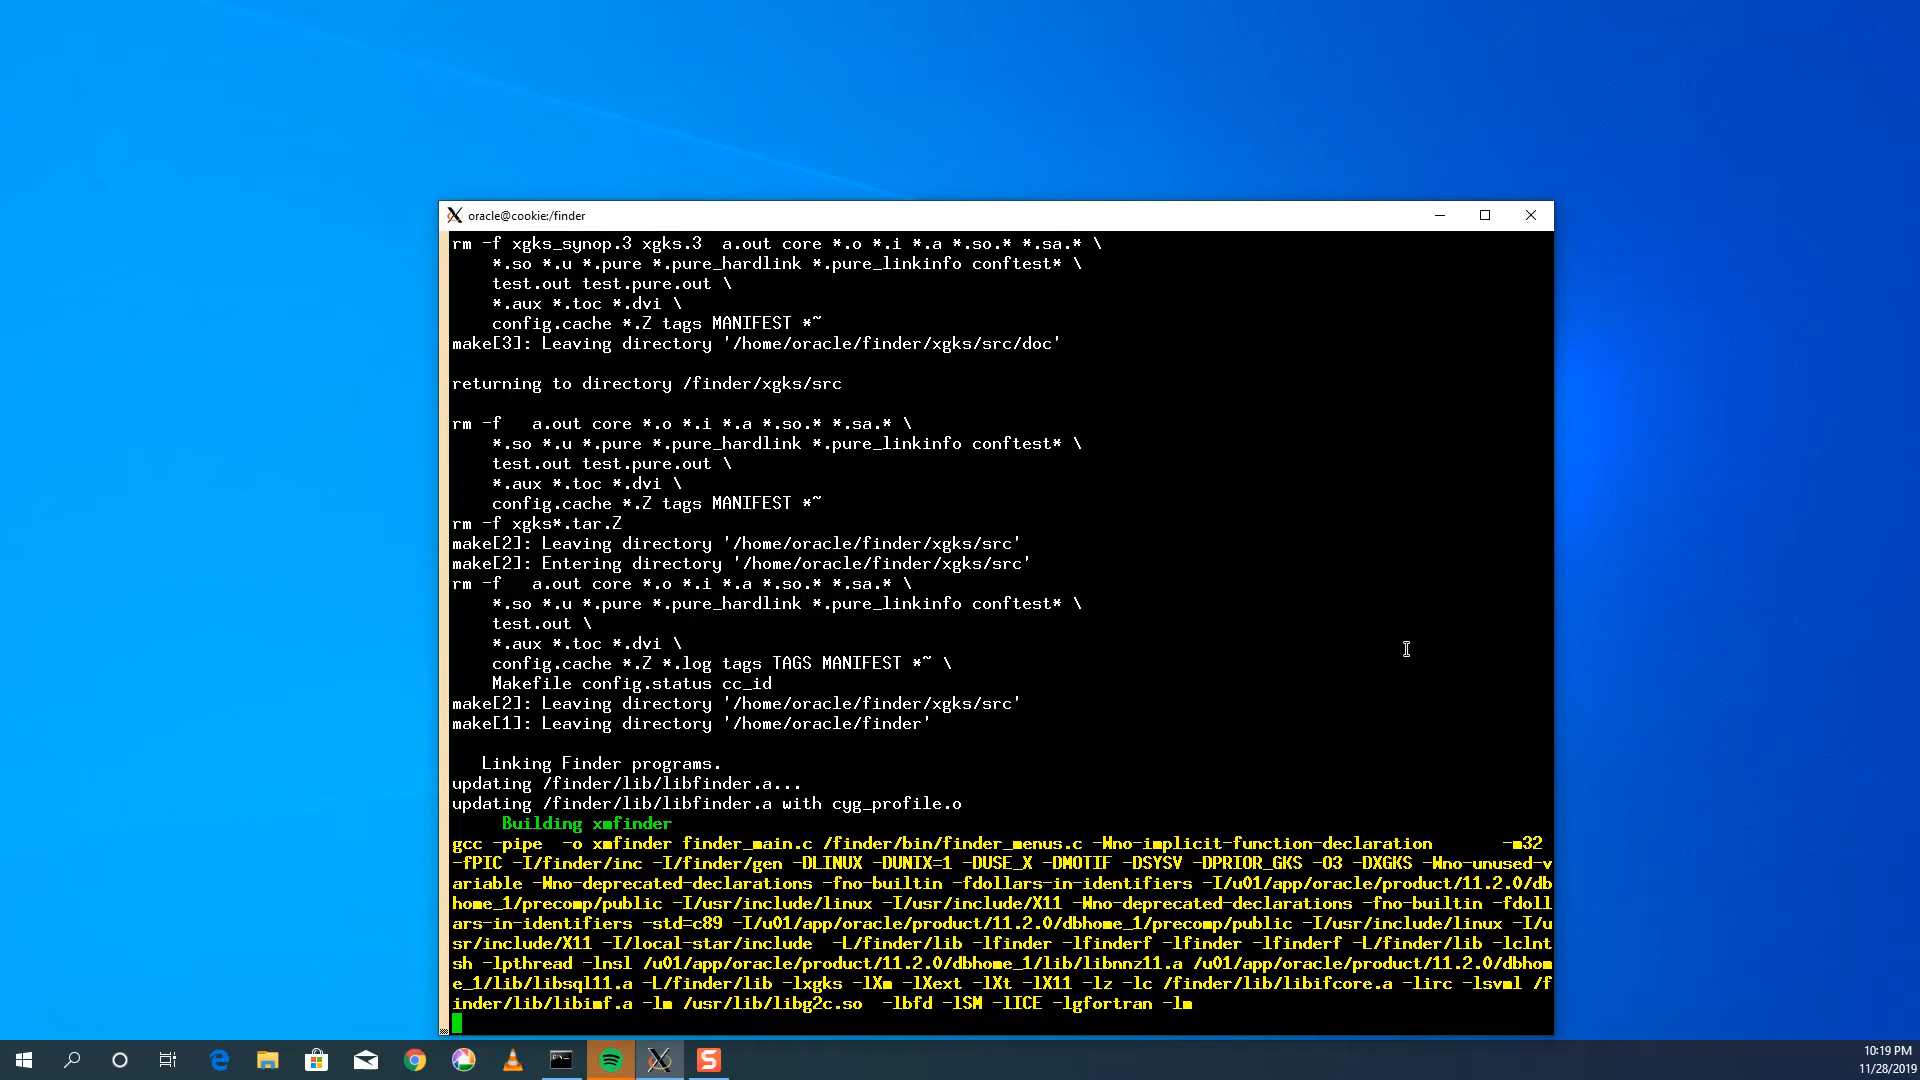 oracle@cookie:/finder
rm -f xgks_synop.3 xgks.3  a.out core *.o *.i *.a *.so.* *.sa.* \
    *.so *.u *.pure *.pure_hardlink *.pure_linkinfo conftest* \
    test.out test.pure.out \
    *.aux *.toc *.dvi \
    config.cache *.Z tags MANIFEST *~
make[3]: Leaving directory '/home/oracle/finder/xgks/src/doc'
returning to directory /finder/xgks/src
rm -f   a.out core *.o *.i *.a *.so.* *.sa.* \
    *.so *.u *.pure *.pure_hardlink *.pure_linkinfo conftest* \
    test.out test.pure.out \
    *.aux *.toc *.dvi \
    config.cache *.Z tags MANIFEST *~
rm -f xgks*.tar.Z
make[2]: Leaving directory '/home/oracle/finder/xgks/src'
make[2]: Entering directory '/home/oracle/finder/xgks/src'
rm -f   a.out core *.o *.i *.a *.so.* *.sa.* \
    *.so *.u *.pure *.pure_hardlink *.pure_linkinfo conftest* \
    test.out \
    *.aux *.toc *.dvi \
    config.cache *.Z *.log tags TAGS MANIFEST *~ \
    Makefile config.status cc_id
make[2]: Leaving directory '/home/oracle/finder/xgks/src'
make[1]: Leaving directory '/home/oracle/finder'
   Linking Finder programs.
updating /finder/lib/libfinder.a...
updating /finder/lib/libfinder.a with cyg_profile.o
     Building xmfinder
gcc -pipe  -o xmfinder finder_main.c /finder/bin/finder_menus.c -Wno-implicit-function-declaration       -m32
-fPIC -I/finder/inc -I/finder/gen -DLINUX -DUNIX=1 -DUSE_X -DMOTIF -DSYSV -DPRIOR_GKS -O3 -DXGKS -Wno-unused-v
ariable -Wno-deprecated-declarations -fno-builtin -fdollars-in-identifiers -I/u01/app/oracle/product/11.2.0/db
home_1/precomp/public -I/usr/include/linux -I/usr/include/X11 -Wno-deprecated-declarations -fno-builtin -fdoll
ars-in-identifiers -std=c89 -I/u01/app/oracle/product/11.2.0/dbhome_1/precomp/public -I/usr/include/linux -I/u
sr/include/X11 -I/local-star/include  -L/finder/lib -lfinder -lfinderf -lfinder -lfinderf -L/finder/lib -lclnt
sh -lpthread -lnsl /u01/app/oracle/product/11.2.0/dbhome_1/lib/libnnz11.a /u01/app/oracle/product/11.2.0/dbhom
e_1/lib/libsql11.a -L/finder/lib -lxgks -lXm -lXext -lXt -lX11 -lz -lc /finder/lib/libifcore.a -lirc -lsvml /f
inder/lib/libimf.a -lm /usr/lib/libg2c.so  -lbfd -lSM -lICE -lgfortran -lm
10:19 PM
11/28/2019